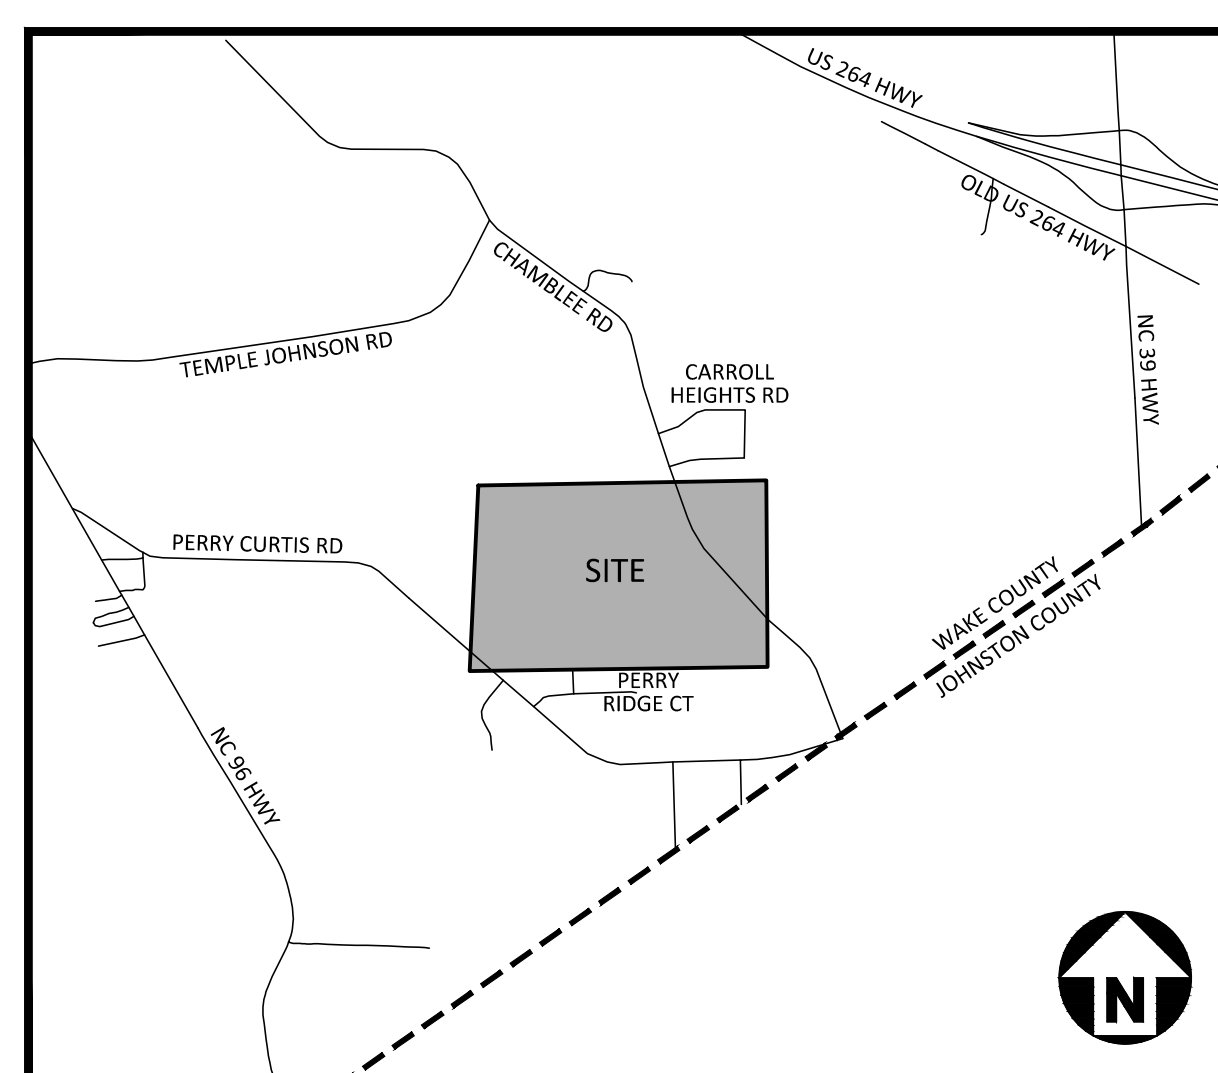 US 264 HWY
OLD US 264 HWY
CHAMBLEE RD
TEMPLE JOHNSON RD
NC 39 HWY
CARROLL
HEIGHTS RD
PERRY CURTIS RD
SITE
WAKE COUNTY
JOHNSTON COUNTY
PERRY
RIDGE CT
NC 96 HWY
N